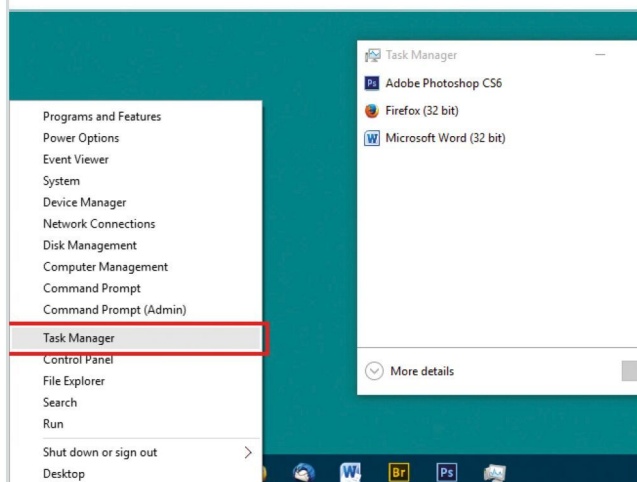 Task Manager
Ps Adobe Photoshop CS6
Firefox (32 bit)
W Microsoft Word (32 bit)
More details
Programs and Features
Power Options
Event Viewer
System
Device Manager
Network Connections
Disk Management
Computer Management
Command Prompt
Command Prompt (Admin)
Task Manager
Control Panel
File Explorer
Search
Run
Shut down or sign out
Desktop
W Br Ps